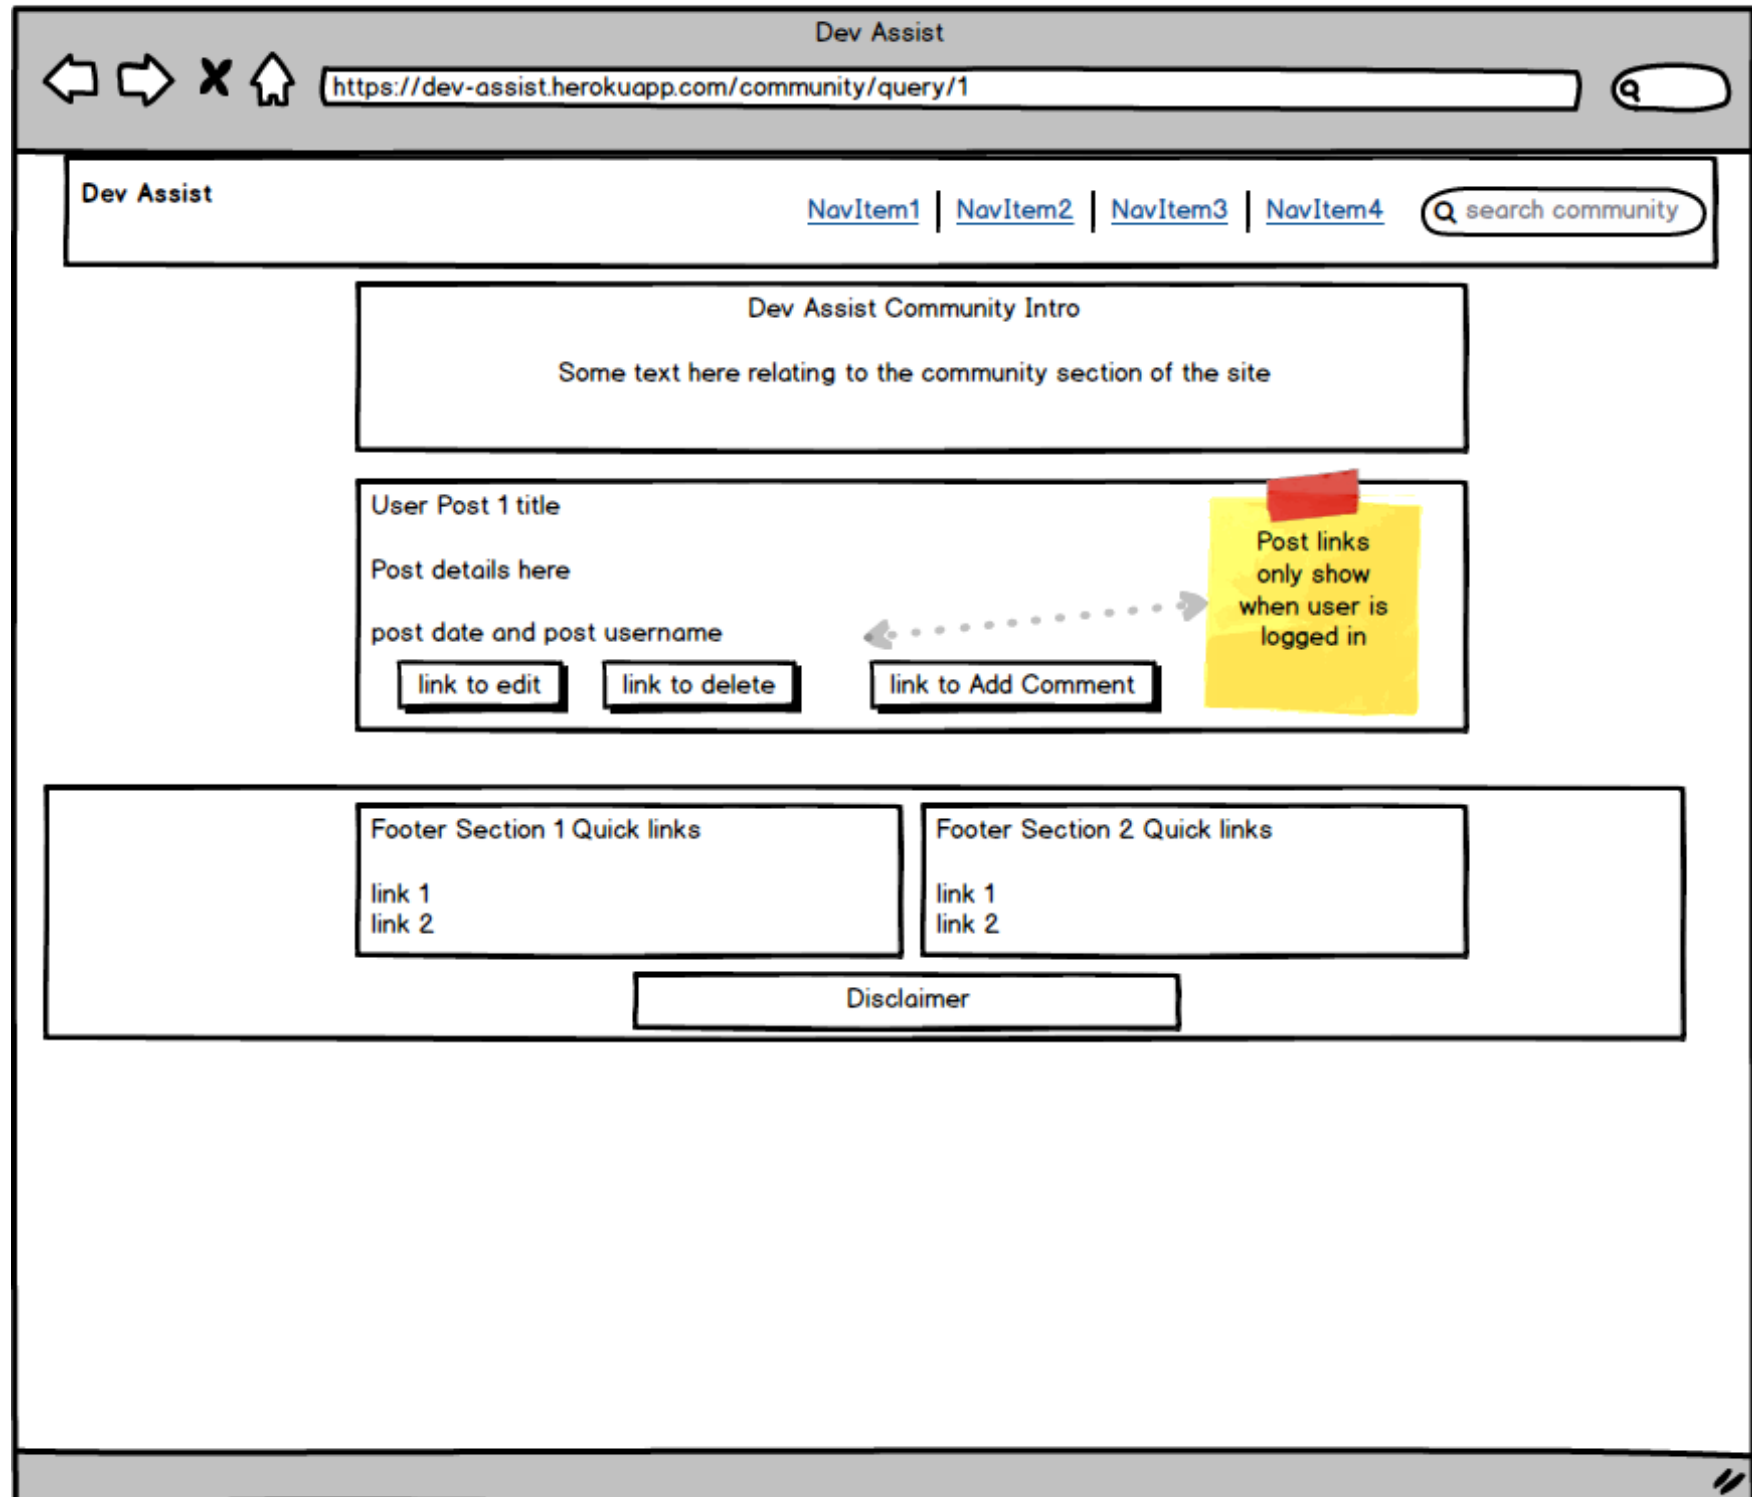 Dev Assist
https://dev-assist.herokuapp.com/community/query/1
Dev Assist
NavItem1 | NavItem2 | NavItem3 | NavItem4
search community
Dev Assist Community Intro
Some text here relating to the community section of the site
User Post 1 title
Post details here
post date and post username
link to edit
link to delete
link to Add Comment
Post links
only show
when user is
logged in
Footer Section 1 Quick links
link 1
link 2
Footer Section 2 Quick links
link 1
link 2
Disclaimer